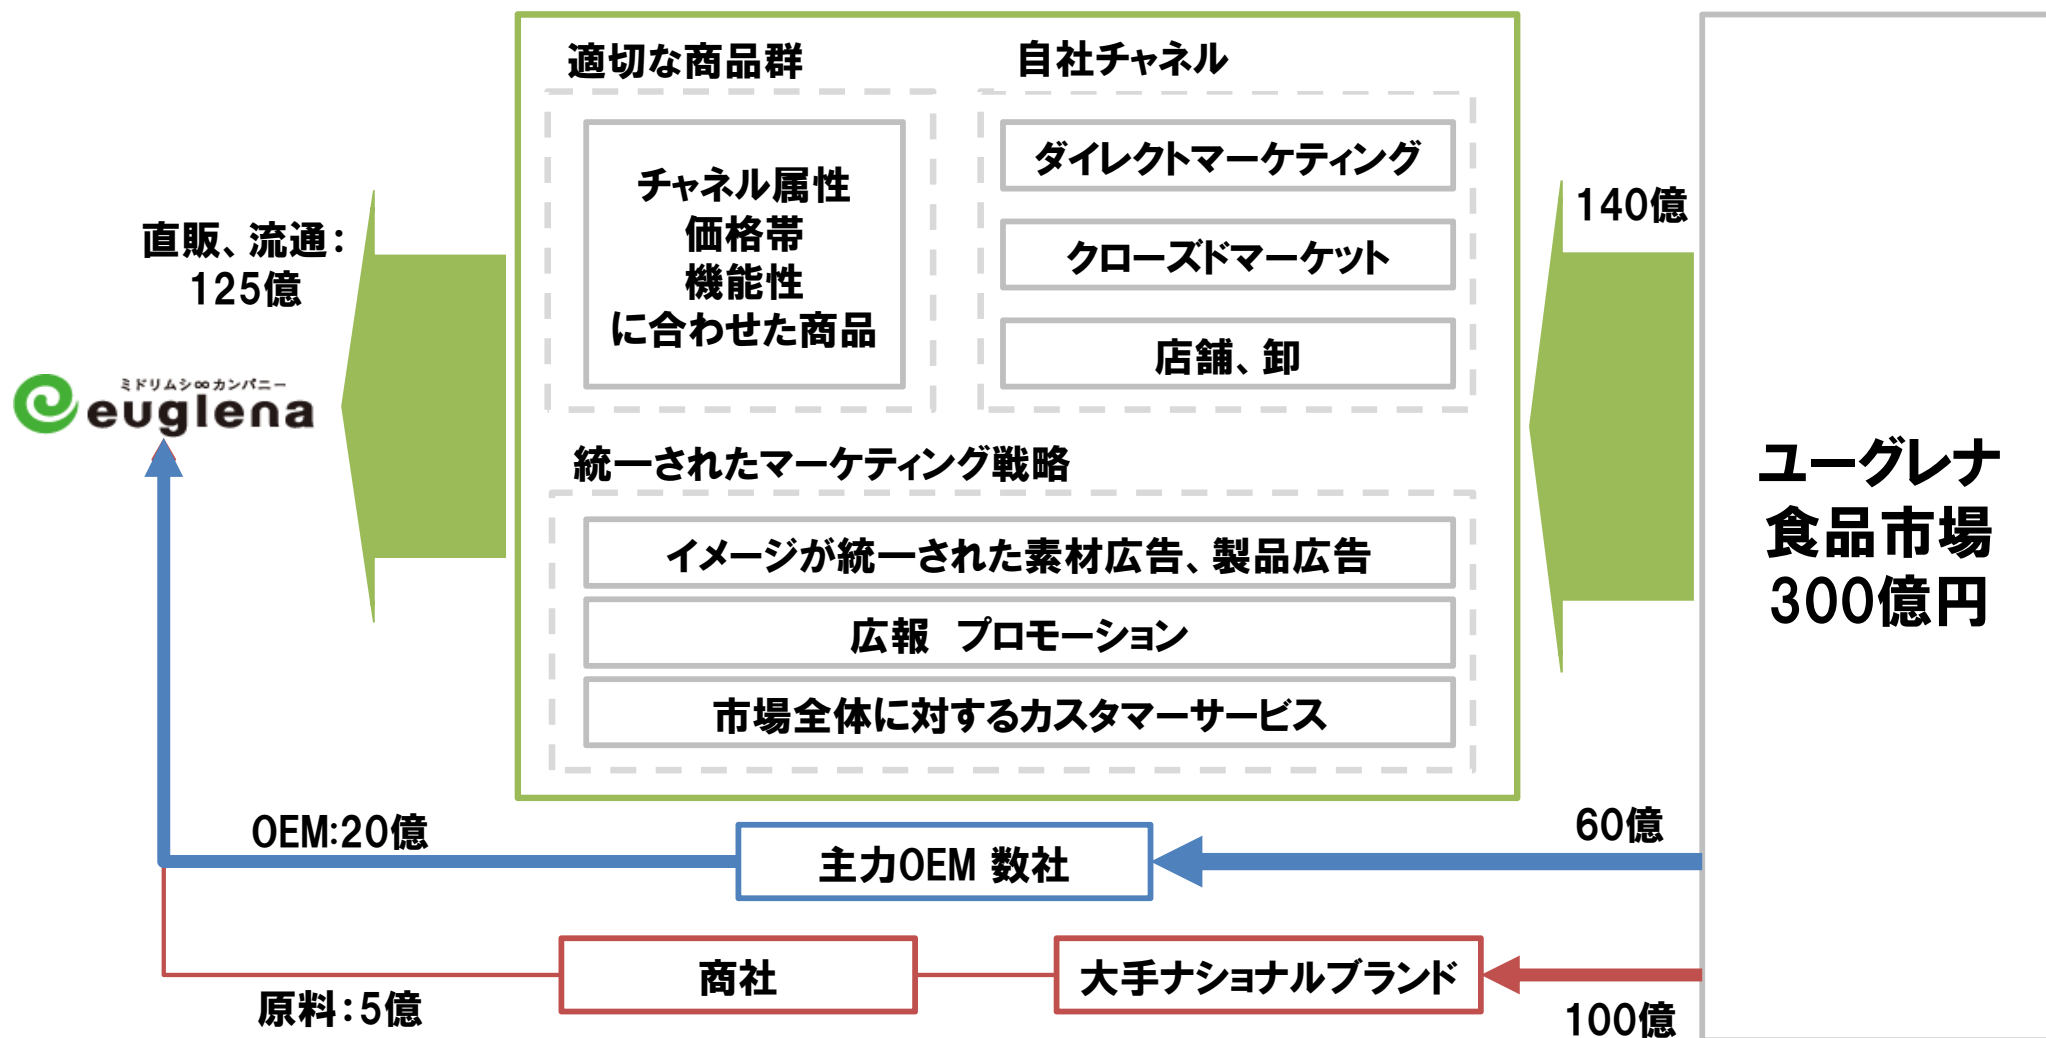 適切な商品群
チャネル属性
価格帯
機能性
に合わせた商品
自社チャネル
ダイレクトマーケティング
クローズドマーケット
店舗、卸
直販、流通：
125億
ミドリムシ∞カンパニー
euglena
統一されたマーケティング戦略
イメージが統一された素材広告、製品広告
広報　プロモーション
市場全体に対するカスタマーサービス
140億
ユーグレナ
食品市場
300億円
OEM:20億
主力OEM 数社
60億
原料：5億
商社
大手ナショナルブランド
100億